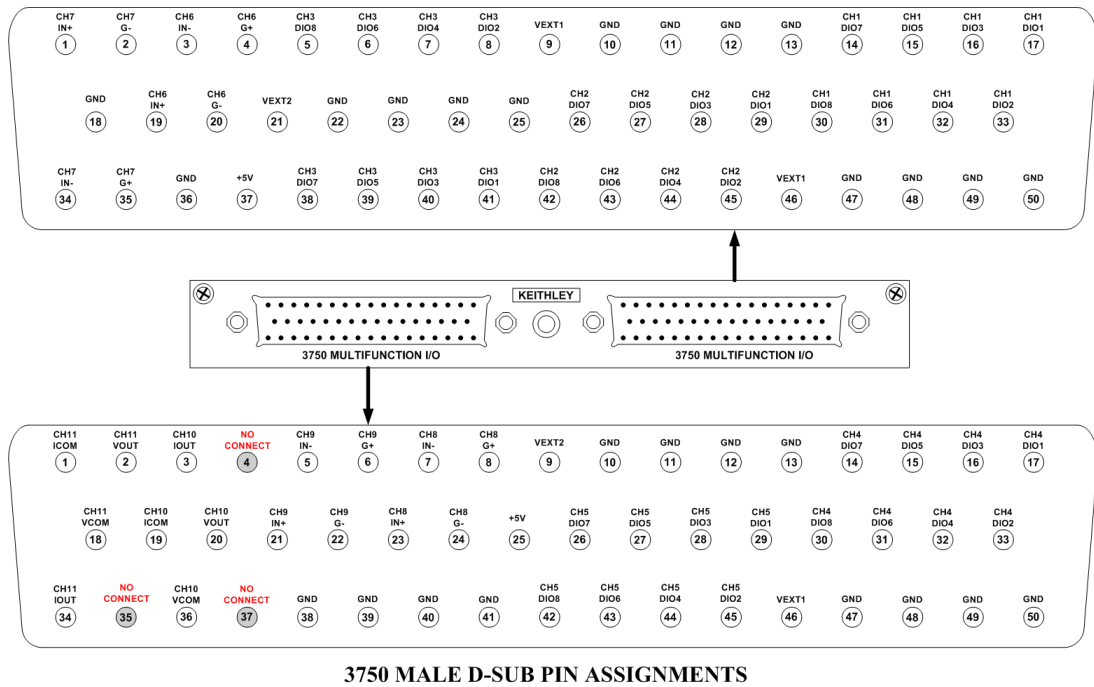 CH7 CH7 CH6 CH6 CH3 CH3 CH3 CH3 VEXT1 GND GND GND GND CH1 CH1 CH1 CH1
IN+ G- IN- G+ DIO8 DIO6 DIO4 DIO2 DIO7 DIO5 DIO3 DIO1
1 2 3 4 5 6 7 8 9 10 11 12 13 14 15 16 17
GND CH6 CH6 VEXT2 GND GND GND GND CH2 CH2 CH2 CH2 CH1 CH1 CH1 CH1
IN+ G- DIO7 DIO5 DIO3 DIO1 DIO8 DIO6 DIO4 DIO2
18 19 20 21 22 23 24 25 26 27 28 29 30 31 32 33
CH7 CH7 GND +5V CH3 CH3 CH3 CH3 CH2 CH2 CH2 CH2 VEXT1 GND GND GND GND
IN- G+ DIO7 DIO5 DIO3 DIO1 DIO8 DIO6 DIO4 DIO2
34 35 36 37 38 39 40 41 42 43 44 45 46 47 48 49 50
KEITHLEY
3750 MULTIFUNCTION I/O 3750 MULTIFUNCTION I/O
CH11 CH11 CH10 NO CH9 CH9 CH8 CH8 VEXT2 GND GND GND GND CH4 CH4 CH4 CH4
ICOM VOUT IOUT CONNECT IN- G+ IN- G+ DIO7 DIO5 DIO3 DIO1
1 2 3 4 5 6 7 8 9 10 11 12 13 14 15 16 17
CH11 CH10 CH10 CH9 CH9 CH8 CH8 +5V CH5 CH5 CH5 CH5 CH4 CH4 CH4 CH4
VCOM ICOM VOUT IN+ G- IN+ G- DIO7 DIO5 DIO3 DIO1 DIO8 DIO6 DIO4 DIO2
18 19 20 21 22 23 24 25 26 27 28 29 30 31 32 33
CH11 NO CH10 NO GND GND GND GND CH5 CH5 CH5 CH5 VEXT1 GND GND GND GND
IOUT CONNECT VCOM CONNECT DIO8 DIO6 DIO4 DIO2
34 35 36 37 38 39 40 41 42 43 44 45 46 47 48 49 50
3750 MALE D-SUB PIN ASSIGNMENTS